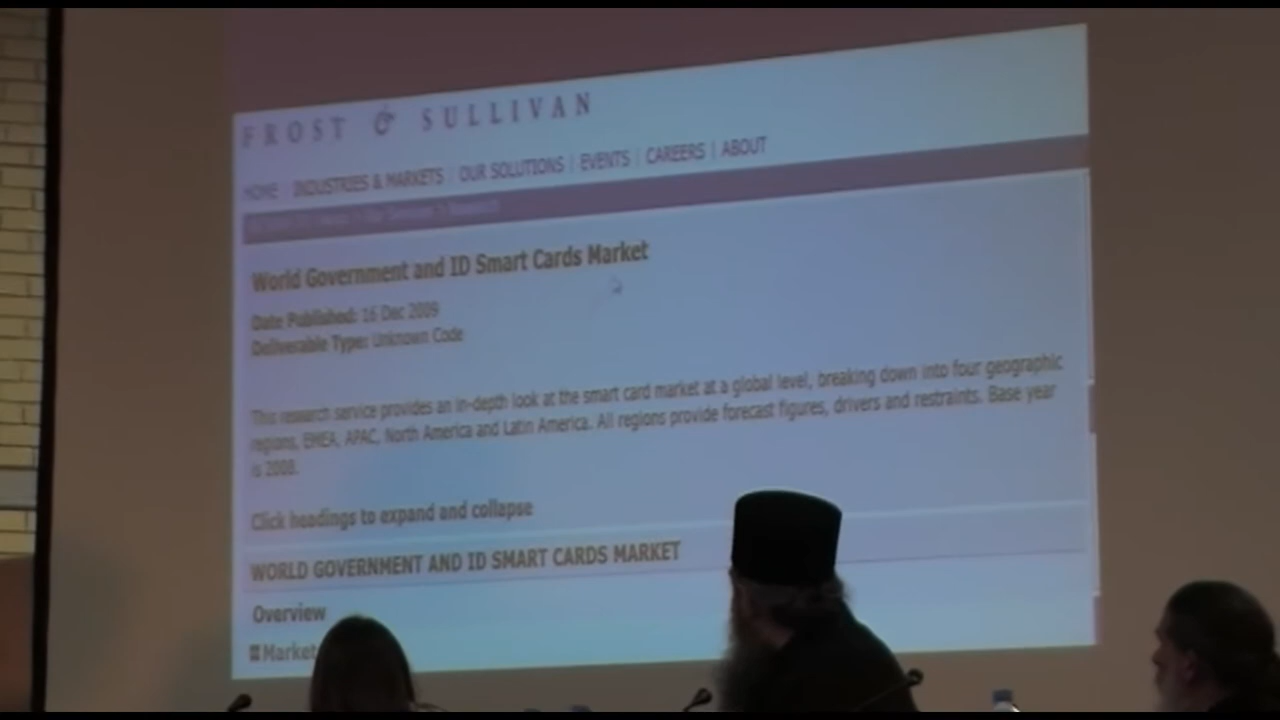 FROST & SULLIVAN
HOME | INDUSTRIES & MARKETS | OUR SOLUTIONS | EVENTS | CAREERS | ABOUT
World Government and ID Smart Cards Market
Date Published: 16 Dec 2009
Deliverable Type: Unknown Code
This research service provides an in-depth look at the smart card market at a global level, breaking down into four geographic
regions, EMEA, APAC, North America and Latin America. All regions provide forecast figures, drivers and restraints. Base year
is 2008.
Click headings to expand and collapse
WORLD GOVERNMENT AND ID SMART CARDS MARKET
Overview
Market